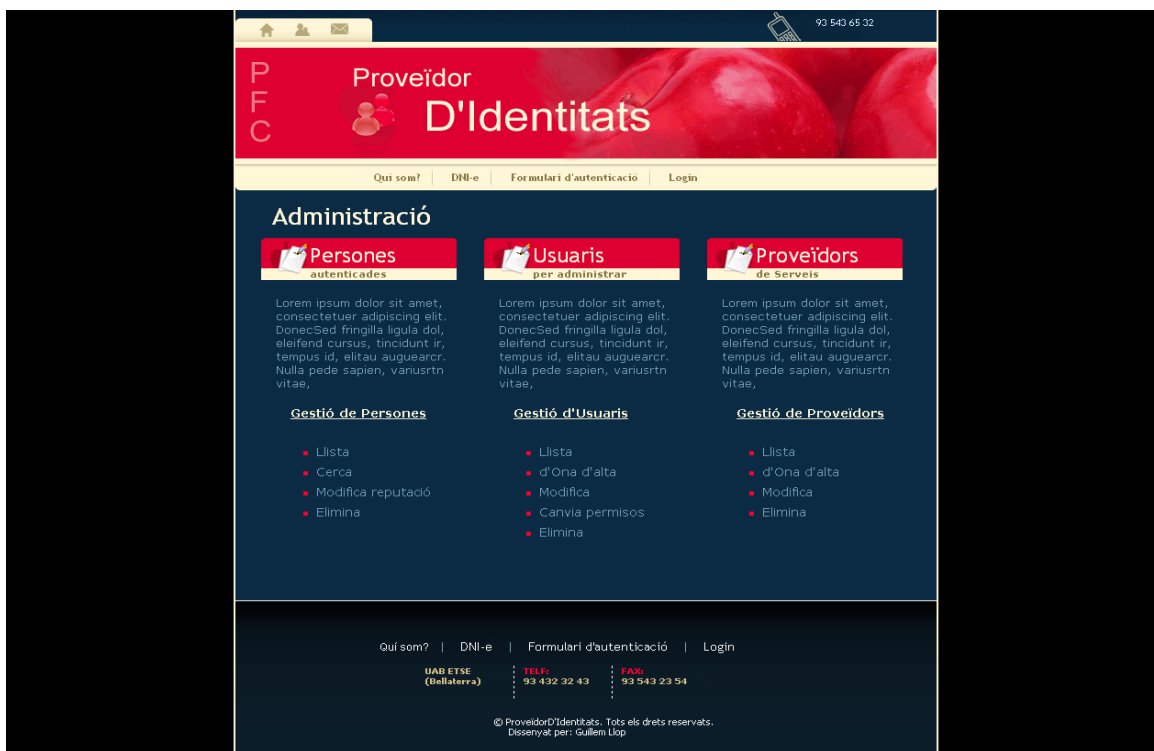 93 543 65 32
P
F
C
Proveïdor
D'Identitats
Qui som? DNI-e Formulari d'autenticació Login
Administració
Persones
autenticades
Lorem ipsum dolor sit amet,
consectetuer adipiscing elit.
DonecSed fringilla ligula dol,
eleifend cursus, tincidunt ir,
tempus id, elitau auguearcr.
Nulla pede sapien, variusrtn
vitae,
Gestió de Persones
Llista
Cerca
Modifica reputació
Elimina
Usuaris
per administrar
Lorem ipsum dolor sit amet,
consectetuer adipiscing elit.
DonecSed fringilla ligula dol,
eleifend cursus, tincidunt ir,
tempus id, elitau auguearcr.
Nulla pede sapien, variusrtn
vitae,
Gestió d'Usuaris
Llista
d'Ona d'alta
Modifica
Canvia permisos
Elimina
Proveïdors
de Serveis
Lorem ipsum dolor sit amet,
consectetuer adipiscing elit.
DonecSed fringilla ligula dol,
eleifend cursus, tincidunt ir,
tempus id, elitau auguearcr.
Nulla pede sapien, variusrtn
vitae,
Gestió de Proveïdors
Llista
d'Ona d'alta
Modifica
Elimina
Quí som? | DNI-e | Formulari d'autenticació | Login
UAB ETSE
(Bellaterra)
TELF:
93 432 32 43
FAX:
93 543 23 54
© ProveïdorD'Identitats. Tots els drets reservats.
Dissenyat per: Guillem Llop